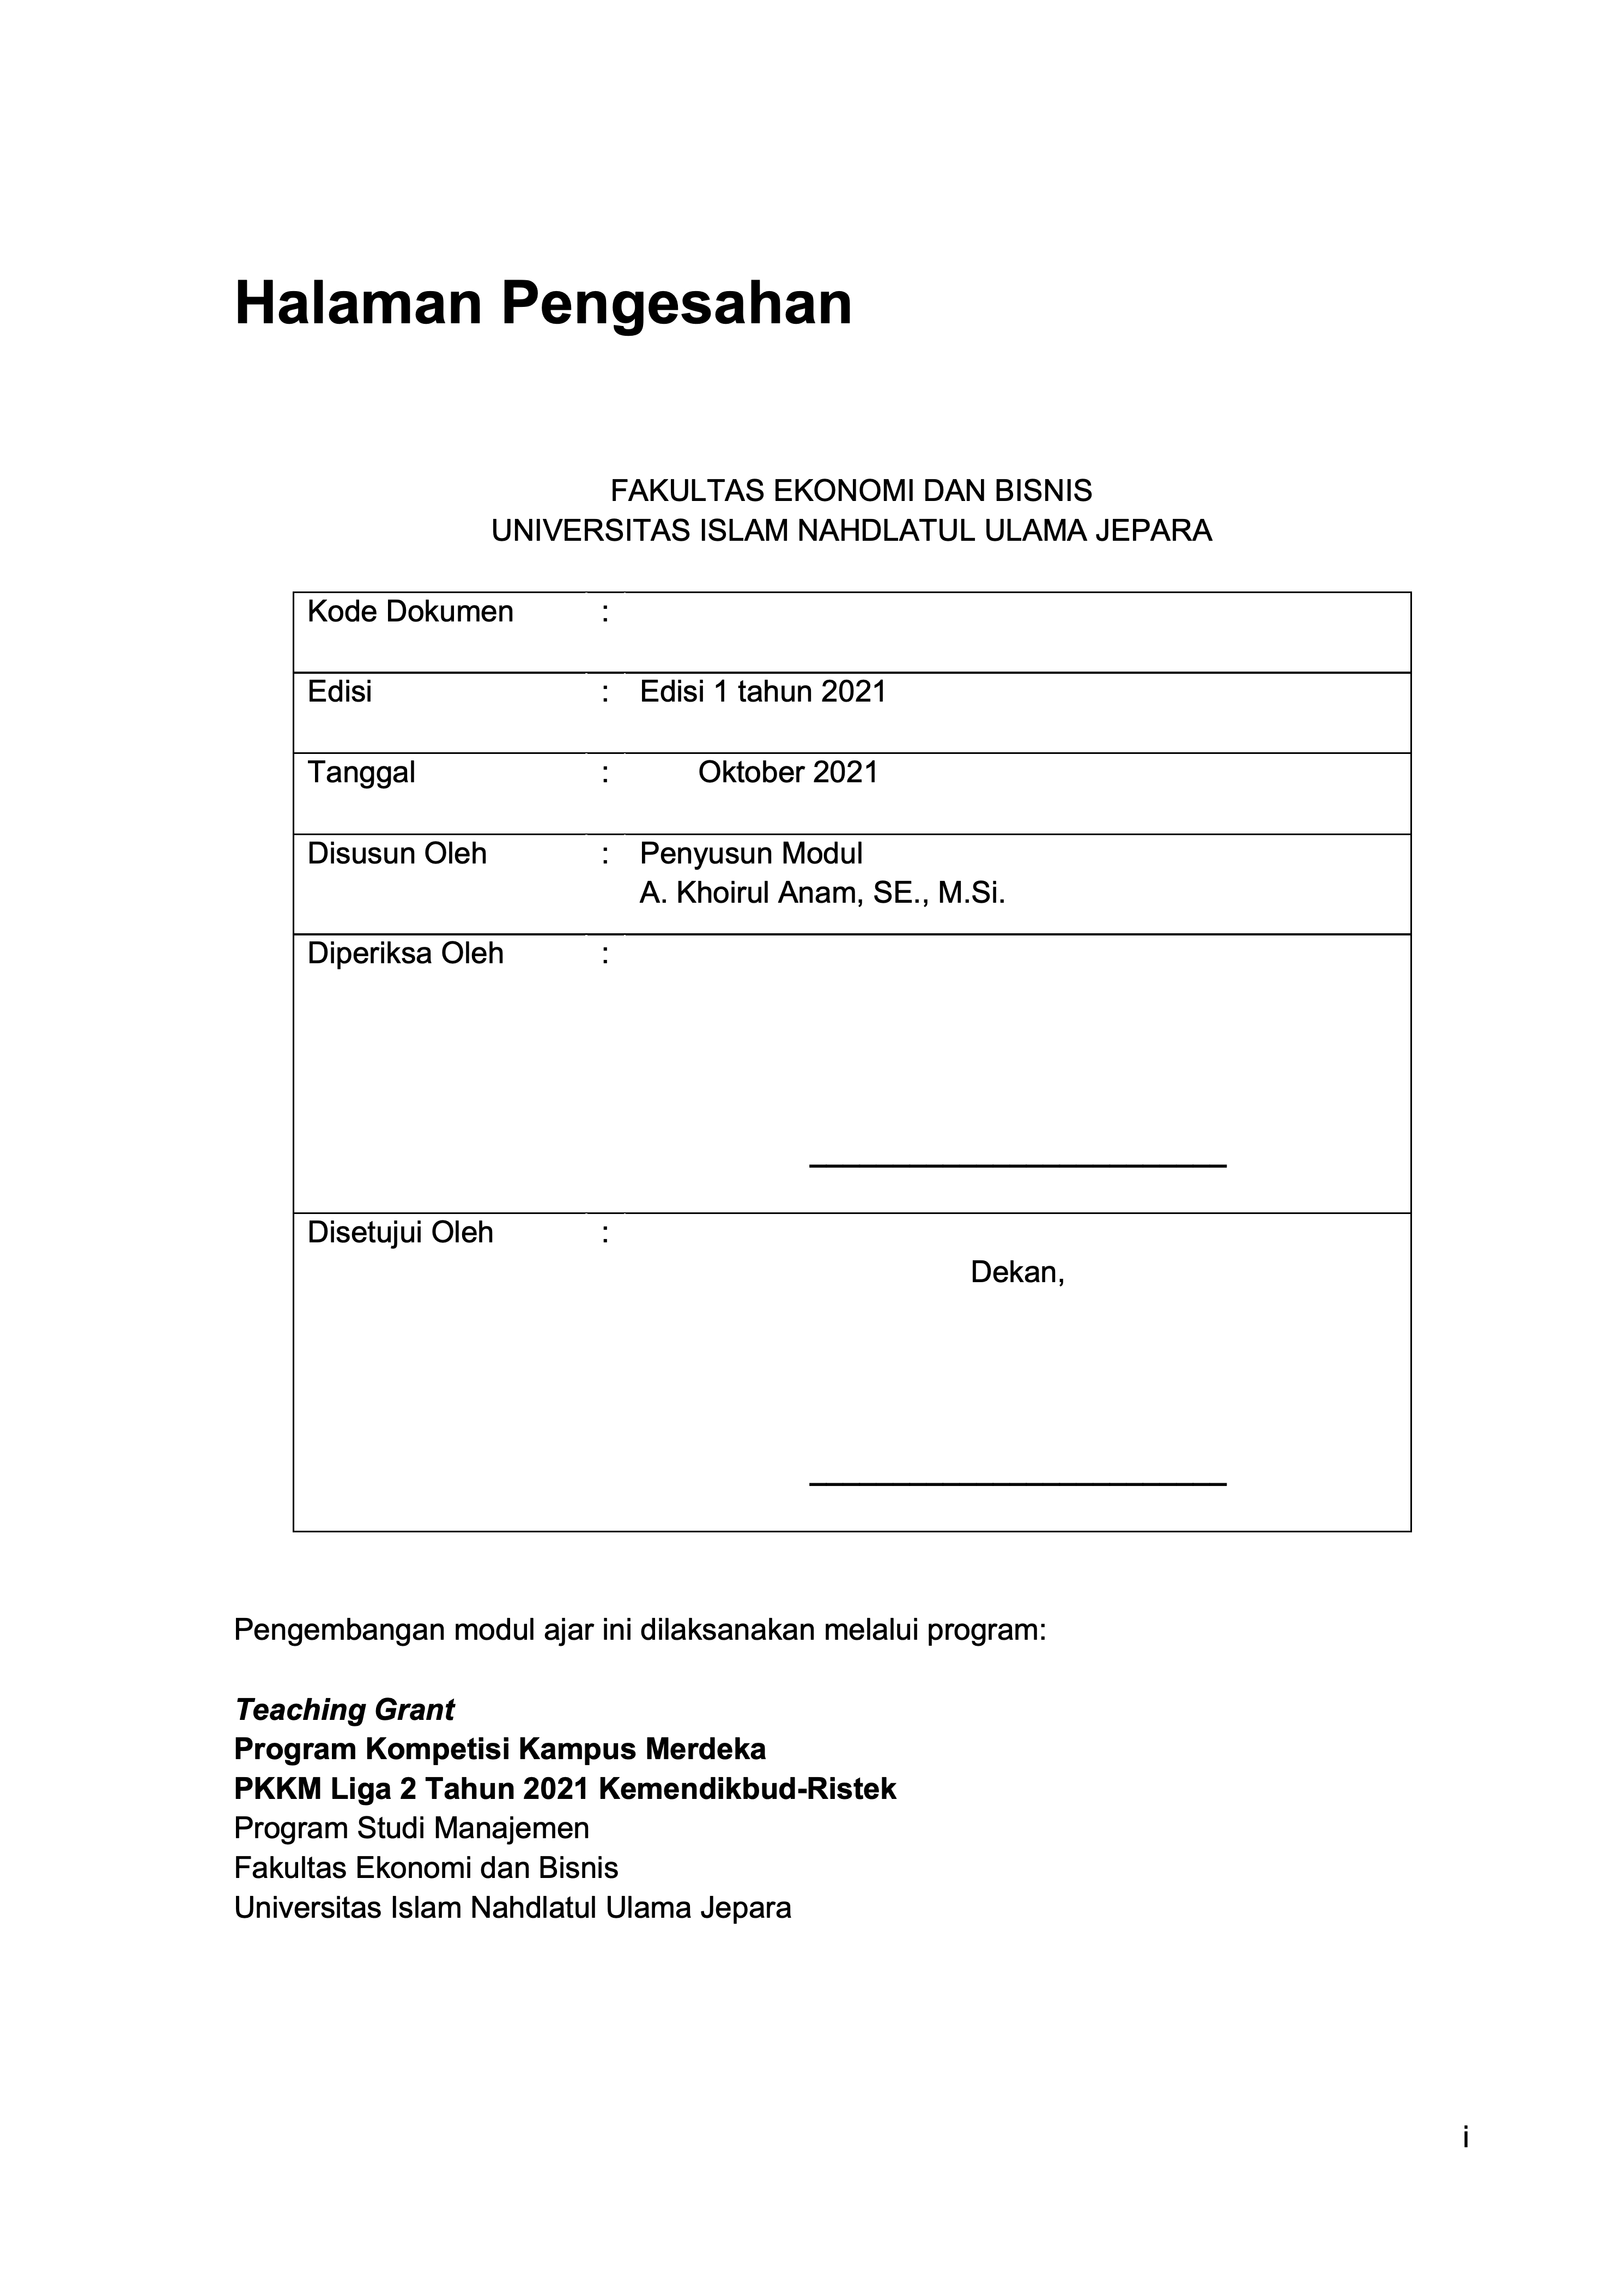 Halaman Pengesahan
FAKULTAS EKONOMI DAN BISNIS
UNIVERSITAS ISLAM NAHDLATUL ULAMA JEPARA
Kode Dokumen :
Edisi : Edisi 1 tahun 2021
Tanggal : Oktober 2021
Disusun Oleh : Penyusun Modul
A. Khoirul Anam, SE., M.Si.
Diperiksa Oleh :
Disetujui Oleh :
Dekan,
Pengembangan modul ajar ini dilaksanakan melalui program:
Teaching Grant
Program Kompetisi Kampus Merdeka
PKKM Liga 2 Tahun 2021 Kemendikbud-Ristek
Program Studi Manajemen
Fakultas Ekonomi dan Bisnis
Universitas Islam Nahdlatul Ulama Jepara
i